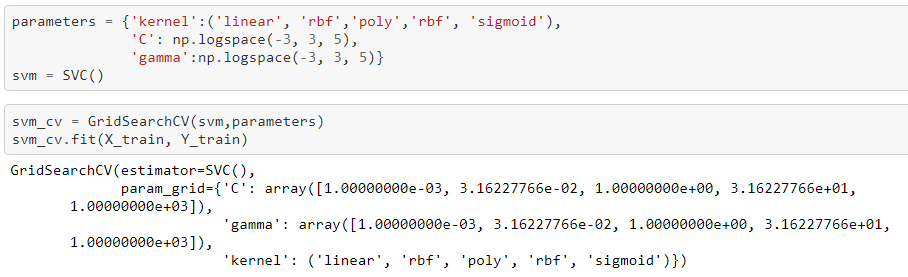 parameters = {'kernel':('linear', 'rbf','poly','rbf', 'sigmoid'),
'C': np.logspace(-3, 3, 5),
'gamma':np.logspace(-3, 3, 5)}
svm = SVC()
svm_cv = GridSearchCV(svm,parameters)
svm_cv.fit(X_train, Y_train)
GridSearchCV(estimator=SVC(),
param_grid={'C': array([1.00000000e-03, 3.16227766e-02, 1.00000000e+00, 3.16227766e+01,
1.00000000e+03]),
'gamma': array([1.00000000e-03, 3.16227766e-02, 1.00000000e+00, 3.16227766e+01,
1.00000000e+03]),
'kernel': ('linear', 'rbf', 'poly', 'rbf', 'sigmoid')})